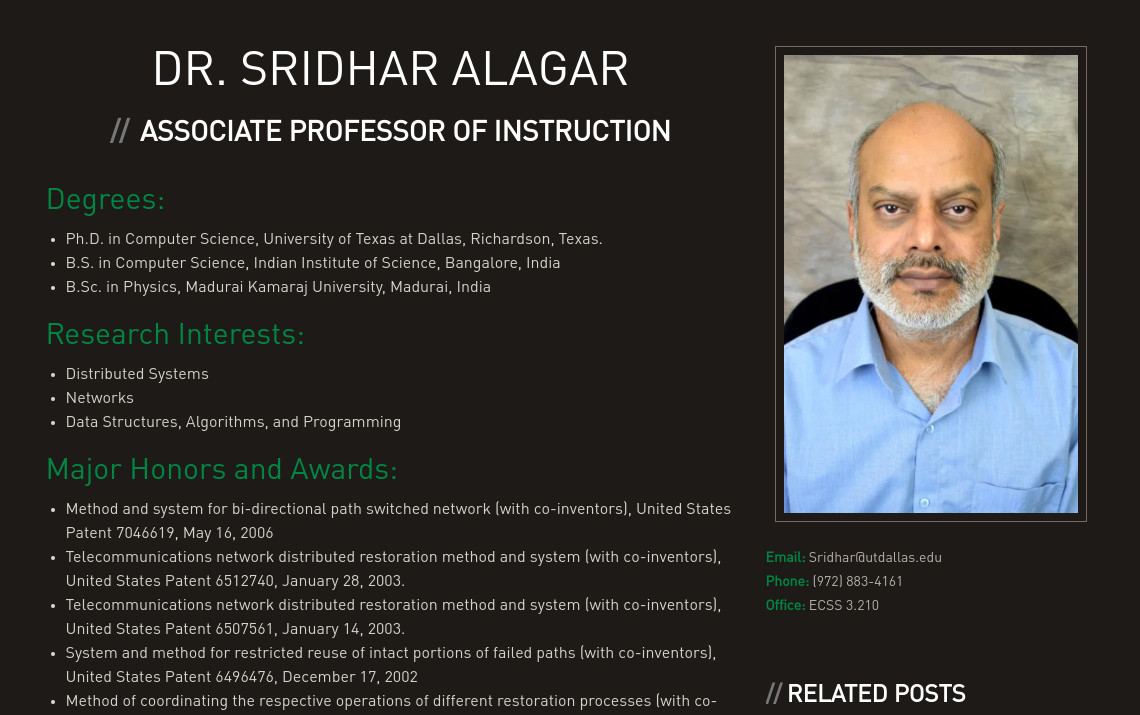 DR. SRIDHAR ALAGAR
// ASSOCIATE PROFESSOR OF INSTRUCTION
Degrees:
• Ph.D. in Computer Science, University of Texas at Dallas, Richardson, Texas.
• B.S. in Computer Science, Indian Institute of Science, Bangalore, India
• B.Sc. in Physics, Madurai Kamaraj University, Madurai, India
Research Interests:
• Distributed Systems
• Networks
• Data Structures, Algorithms, and Programming
Major Honors and Awards:
• Method and system for bi-directional path switched network (with co-inventors), United States
Patent 7046619, May 16, 2006
• Telecommunications network distributed restoration method and system (with co-inventors),
United States Patent 6512740, January 28, 2003.
• Telecommunications network distributed restoration method and system (with co-inventors),
United States Patent 6507561, January 14, 2003.
• System and method for restricted reuse of intact portions of failed paths (with co-inventors),
United States Patent 6496476, December 17, 2002
• Method of coordinating the respective operations of different restoration processes (with co-
Email: Sridhar@utdallas.edu
Phone: (972) 883-4161
Office: ECSS 3.210
// RELATED POSTS